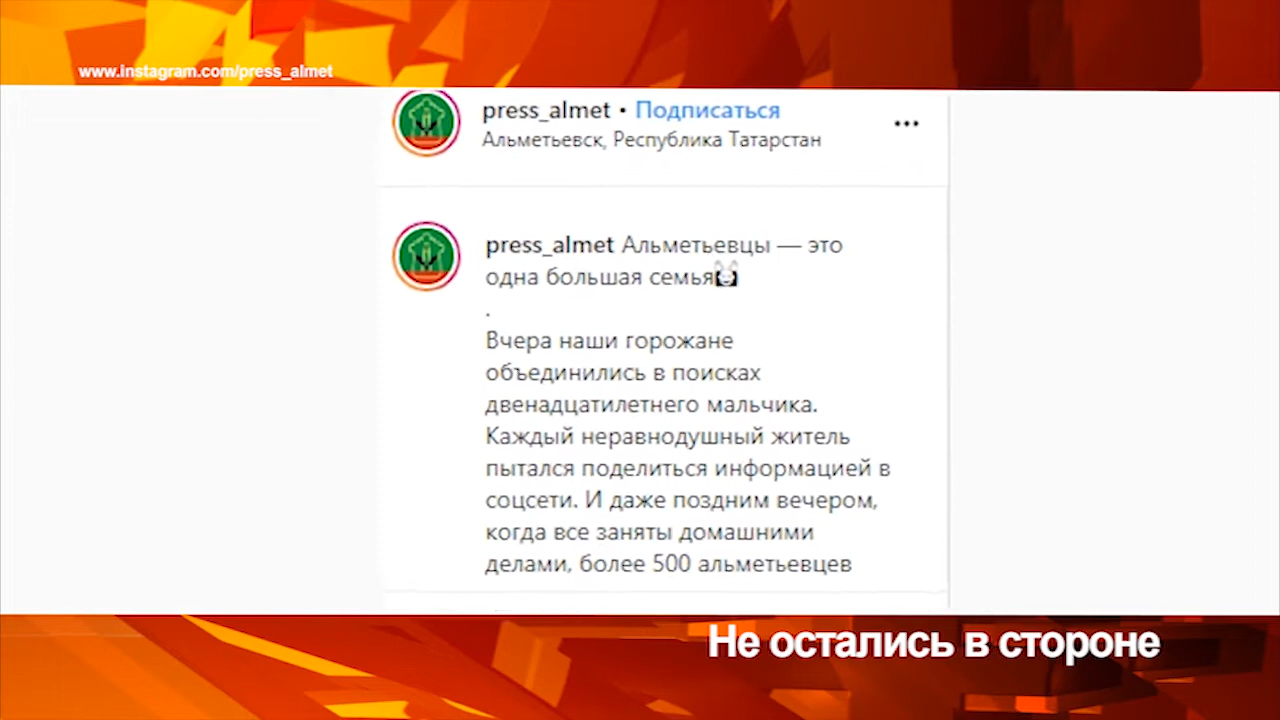 www.instagram.com/press_almet
press_almet • Подписаться
Альметьевск, Республика Татарстан
press_almet Альметьевцы — это
одна большая семья
.
Вчера наши горожане
объединились в поисках
двенадцатилетнего мальчика.
Каждый неравнодушный житель
пытался поделиться информацией в
соцсети. И даже поздним вечером,
когда все заняты домашними
делами, более 500 альметьевцев
Не остались в стороне